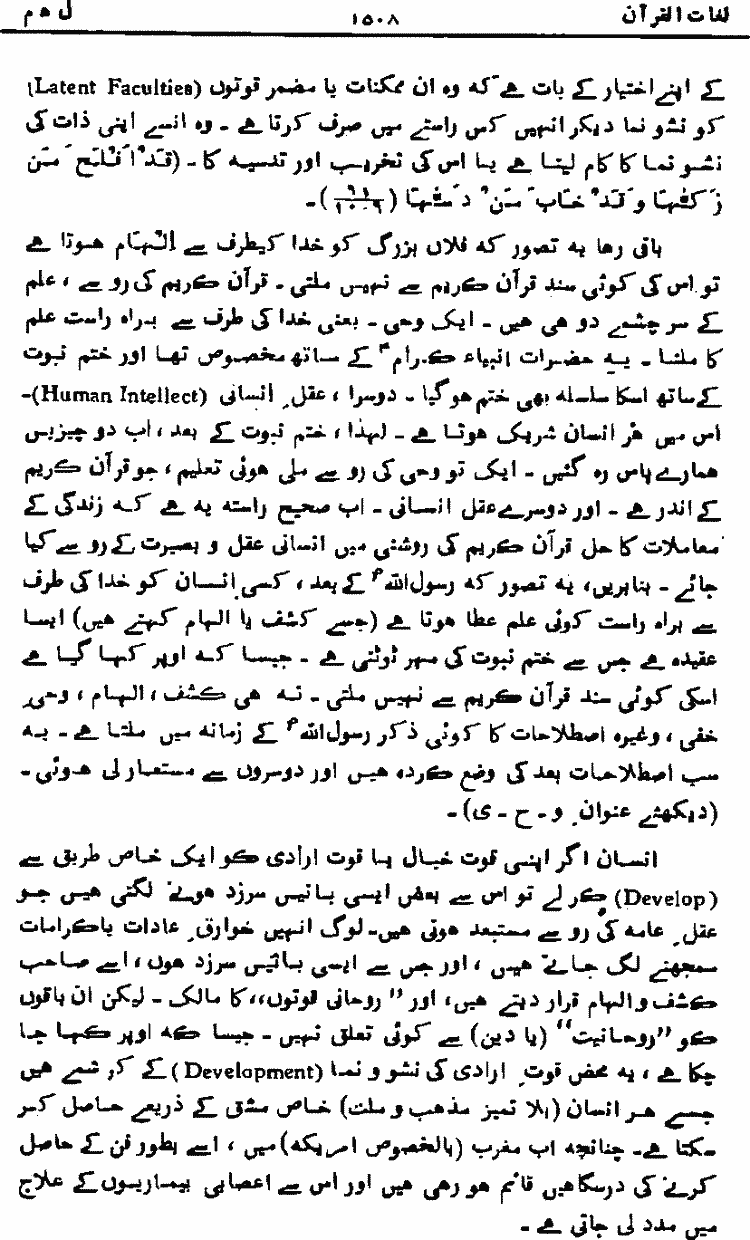 لغات القرآن ١٥٠٨ ل ه م
کے اپنے اختیار کے بات ہے کہ وہ ان ممکنات یا مضمر قوتوں (Latent Faculties)
کو نشو نما دیکر انہیں کس راستے میں صرف کرتا ہے ۔ وہ انسے اپنی ذات کی
نشو نما کا کام لیتا ہے یا اس کی تخریب اور تدسیہ کا ۔ (قَدْ اَفْلَحَ مَنْ
زَكّٰىهَا وَ قَدْ خَابَ مَنْ دَسّٰىهَا ( ) ۔
باقی رہا یہ تصور کہ فلاں بزرگ کو خدا کیطرف سے اِلْہَام ہوتا ہے
تو اس کی کوئی سند قرآن کریم سے نہیں ملتی ۔ قرآن کریم کی رو سے ، علم
کے سر چشمے دو ہی ہیں ۔ ایک وحی ۔ یعنی خدا کی طرف سے براہ راست علم
کا ملنا ۔ یہ حضرات انبیاء کرامؑ کے ساتھ مخصوص تھا اور ختم نبوت
کے ساتھ اسکا سلسلہ بھی ختم ہوگیا ۔ دوسرا ، عقلِ انسانی (Human Intellect)۔
اس میں ہر انسان شریک ہوتا ہے ۔ لہذا ، ختم نبوت کے بعد ، اب دو چیزیں
ہمارے پاس رہ گئیں ۔ ایک تو وحی کی رو سے ملی ہوئی تعلیم ، جو قرآن کریم
کے اندر ہے ۔ اور دوسرے عقل انسانی ۔ اب صحیح راستہ یہ ہے کہ زندگی کے
معاملات کا حل قرآن کریم کی روشنی میں انسانی عقل و بصیرت کے رو سے کیا
جائے ۔ بنابریں، یہ تصور کہ رسول اللہؐ کے بعد ، کسی انسان کو خدا کی طرف
سے براہ راست کوئی علم عطا ہوتا ہے (جسے کشف یا الہام کہتے ہیں) ایسا
عقیدہ ہے جس سے ختم نبوت کی مہر ٹوٹتی ہے ۔ جیسا کہ اوپر کہا گیا ہے
اسکی کوئی سند قرآن کریم سے نہیں ملتی ۔ نہ ہی کشف ، الہام ، وحیِ
خفی ، وغیرہ اصطلاحات کا کوئی ذکر رسول اللہؐ کے زمانہ میں ملتا ہے ۔ یہ
سب اصطلاحات بعد کی وضع کردہ ہیں اور دوسروں سے مستعار لی ہوئی ۔
(دیکھئے عنوانِ و ۔ ح ۔ ی) ۔
انسان اگر اپنی قوت خیال یا قوت ارادی کو ایک خاص طریق سے
(Develop) کر لے تو اس سے بعض ایسی باتیں سرزد ہونے لگتی ہیں جو
عقلِ عامہ کی رو سے مستبعد ہوتی ہیں۔ لوگ انہیں خوارقِ عادات یا کرامات
سمجھنے لگ جاتے ہیں ، اور جس سے ایسی باتیں سرزد ہوں ، اسے صاحب
کشف و الہام قرار دیتے ہیں، اور ”روحانی قوتوں،، کا مالک ۔ لیکن ان باتوں
کو ”روحانیت“ (یا دین) سے کوئی تعلق نہیں ۔ جیسا کہ اوپر کہا جا
چکا ہے ، یہ محض قوتِ ارادی کی نشو و نما (Development) کے کرشمے ہیں
جسے ہر انسان (بلا تمیز مذہب و ملت) خاص مشق کے ذریعے حاصل کر
سکتا ہے۔ چنانچہ اب مغرب (بالخصوص امریکہ) میں ، اسے بطور فن کے حاصل
کرنے کی درسگاہیں قائم ہو رہی ہیں اور اس سے اعصابی بیماریوں کے علاج
میں مدد لی جاتی ہے ۔